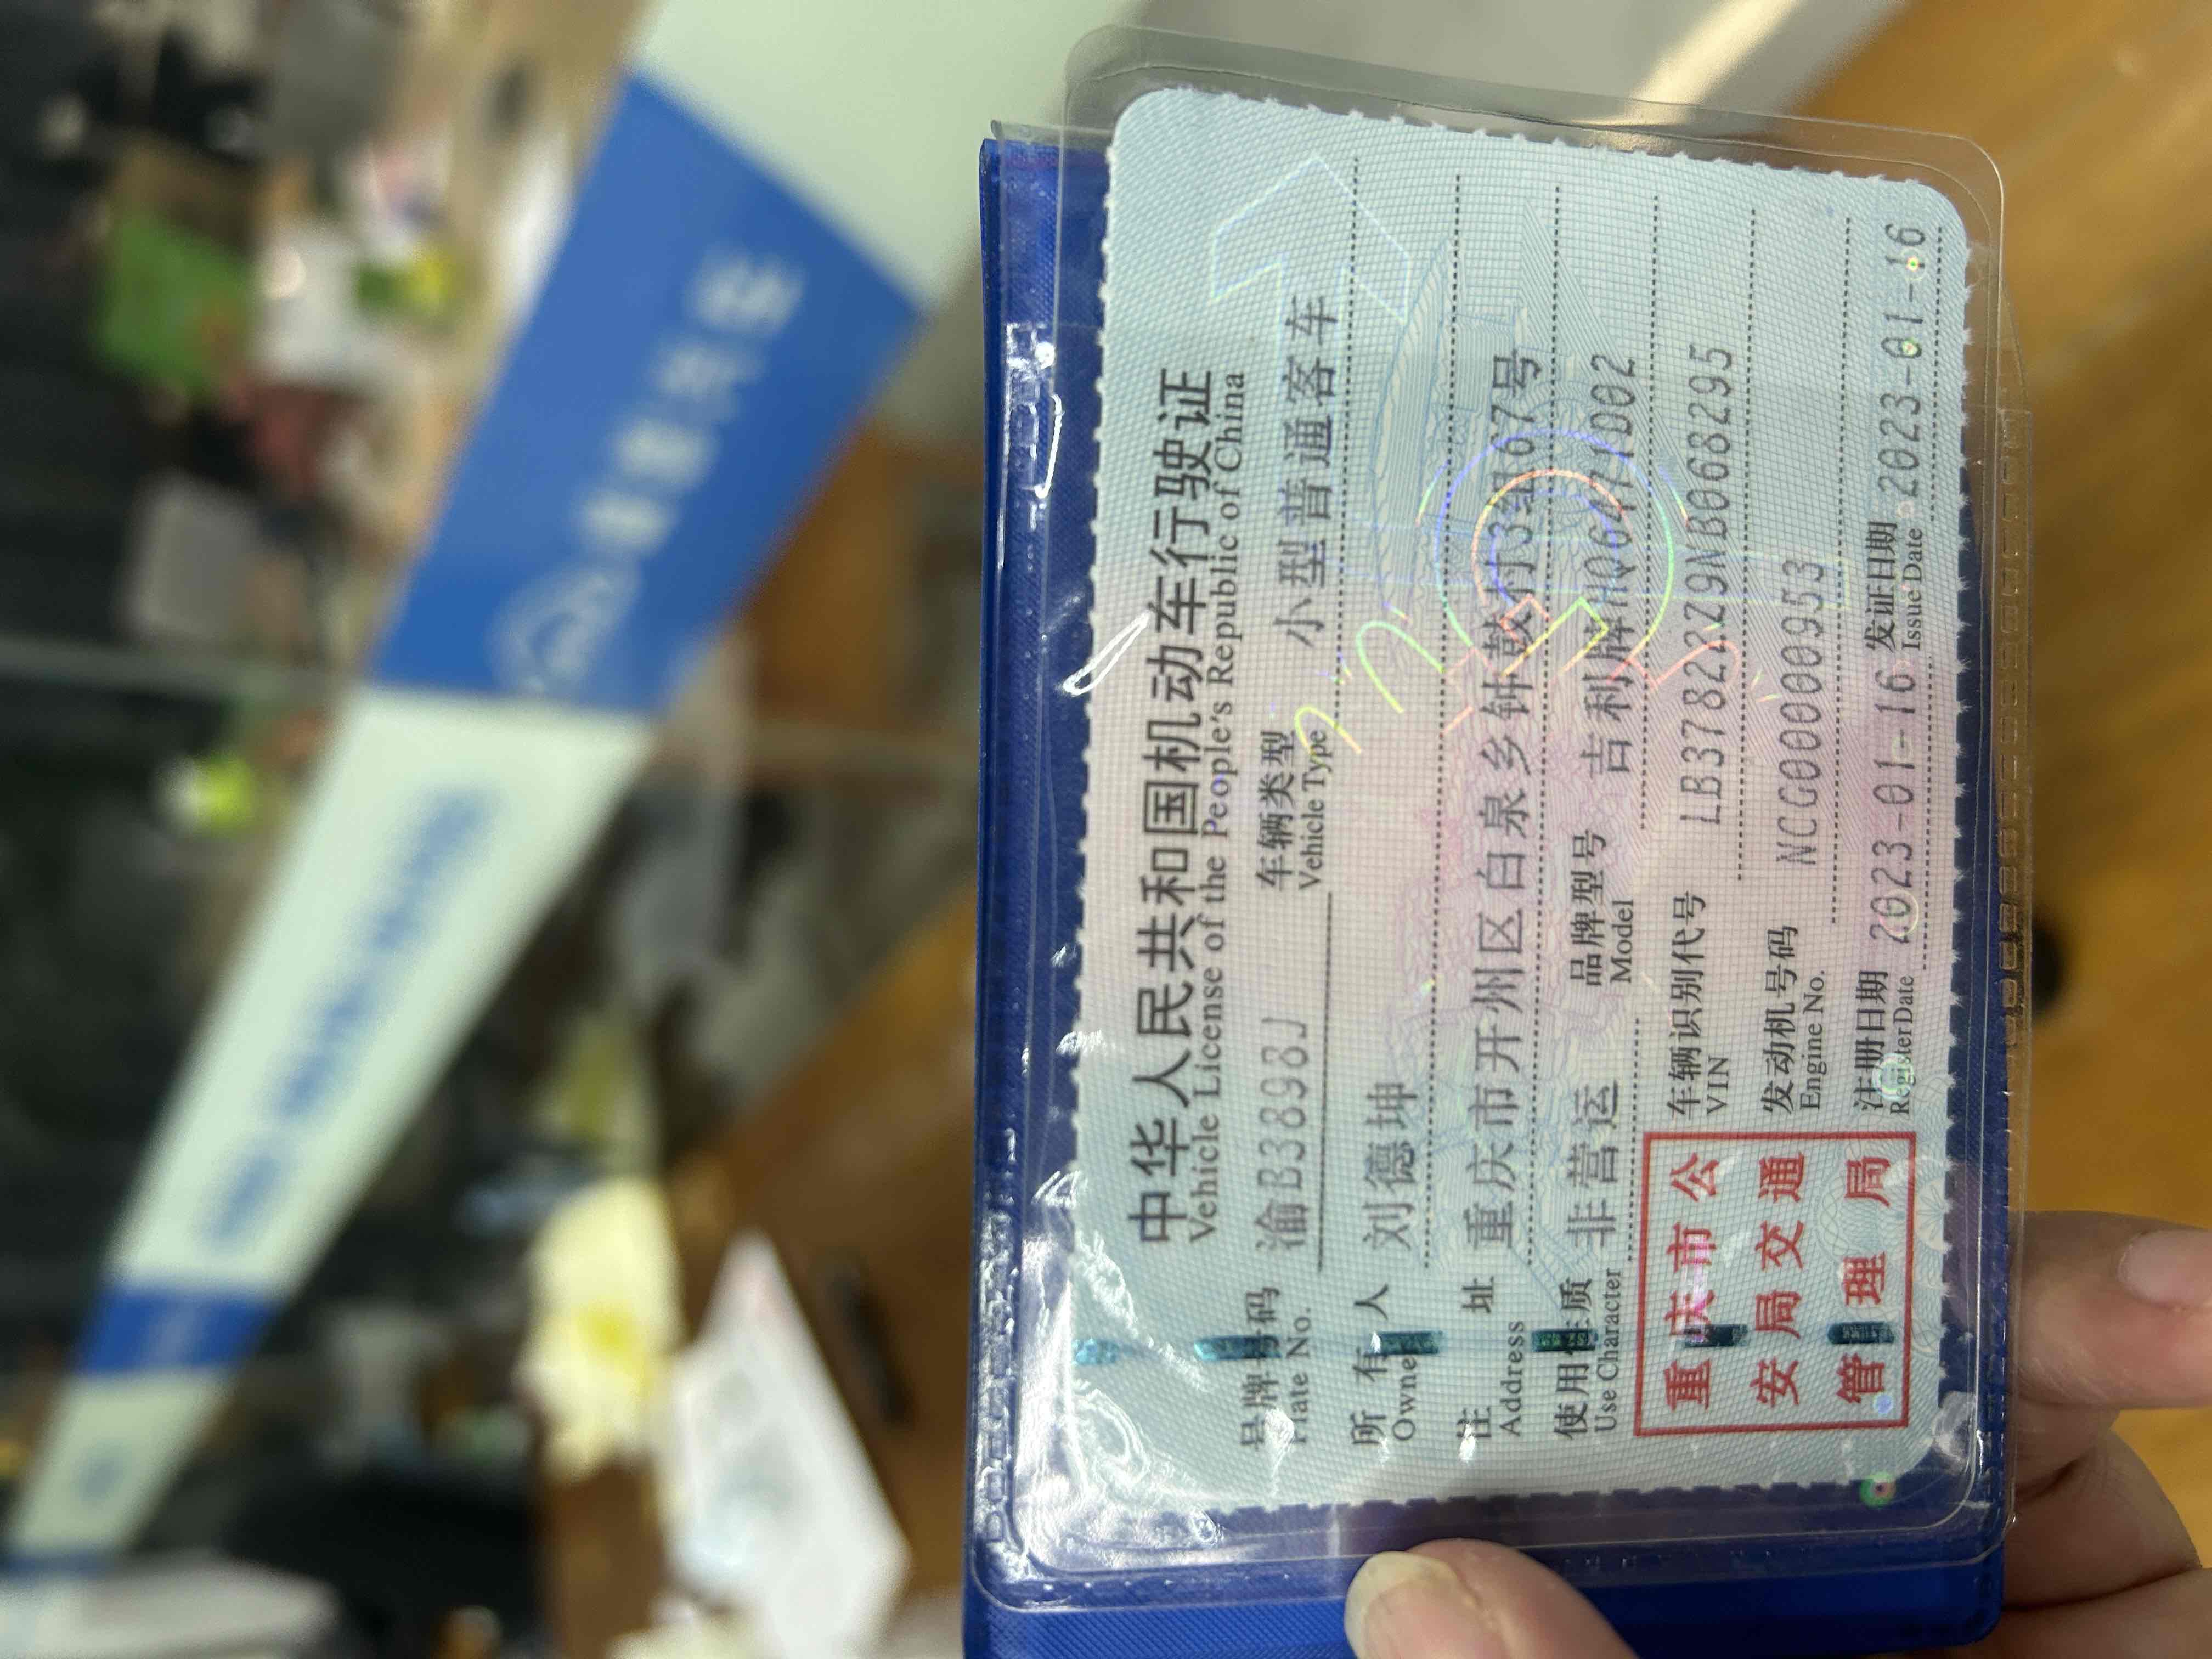 中华人民共和国机动车行驶证
Vehicle License of the People's Republic of China
号牌号码 渝B3898J 车辆类型 小型普通客车
Plate No. Vehicle Type
所有人 刘德坤
Owner
住址 重庆市开州区白泉乡钟鼓村3组67号
Address
使用性质 非营运 品牌型号 吉利牌HQ6471D02
Use Character Model
重庆市公
安局交通
管理局
车辆识别代号 LB37822Z9NB068295
VIN
发动机号码 NCG000000953
Engine No.
注册日期 2023-01-16 发证日期 2023-01-16
Register Date Issue Date